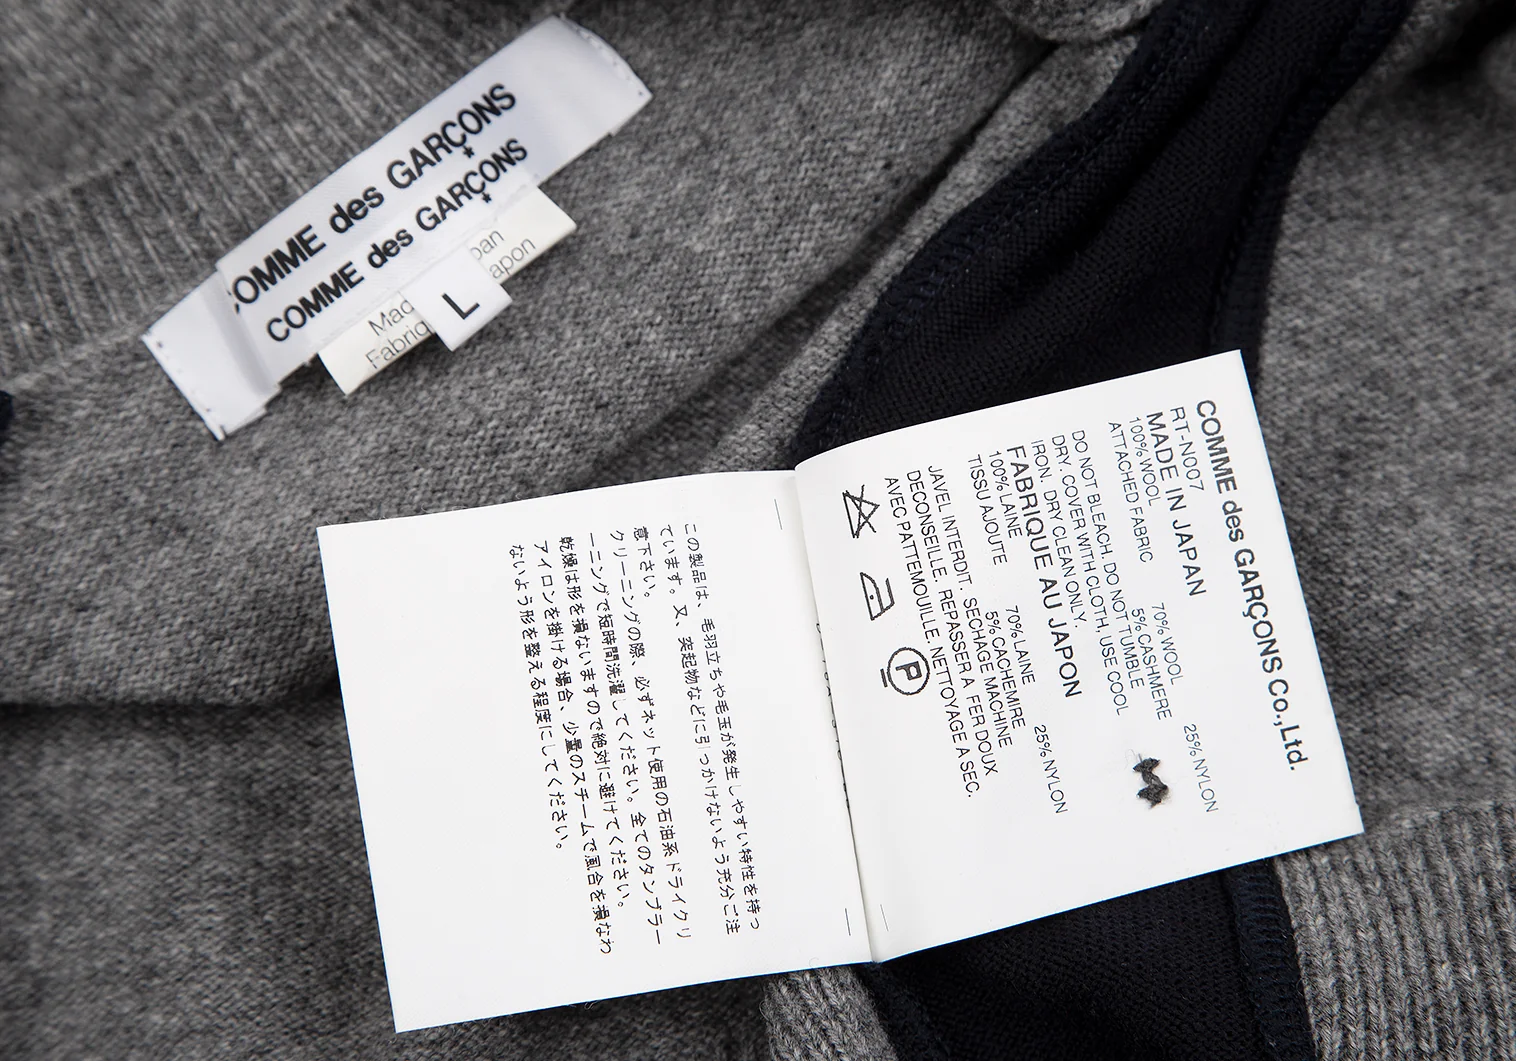 COMME des GARÇONS
COMME des GARÇONS
Mad pan
Fabriq apon
L
COMME des GARÇONS Co.,Ltd.
RT-N007
MADE IN JAPAN
100% WOOL 70% WOOL 25% NYLON
5% CASHMERE
ATTACHED FABRIC
DO NOT BLEACH. DO NOT TUMBLE
DRY. COVER WITH CLOTH, USE COOL
IRON. DRY CLEAN ONLY.
FABRIQUE AU JAPON
100% LAINE 70% LAINE 25% NYLON
5% CACHEMIRE
TISSU AJOUTE
JAVEL INTERDIT. SECHAGE MACHINE
DECONSEILLE. REPASSER A FER DOUX
AVEC PATTEMOUILLE. NETTOYAGE A SEC.
P
この製品は、毛羽立ちや毛玉が発生しやすい特性を持っ
ています。又、突起物などに引っかけないよう充分ご注
意下さい。
クリーニングの際、必ずネット使用の石油系ドライクリ
ーニングで短時間洗濯してください。全てのタンブラー
乾燥は形を損ないますので絶対に避けてください。
アイロンを掛ける場合、少量のスチームで風合を損なわ
ないよう形を整える程度にしてください。